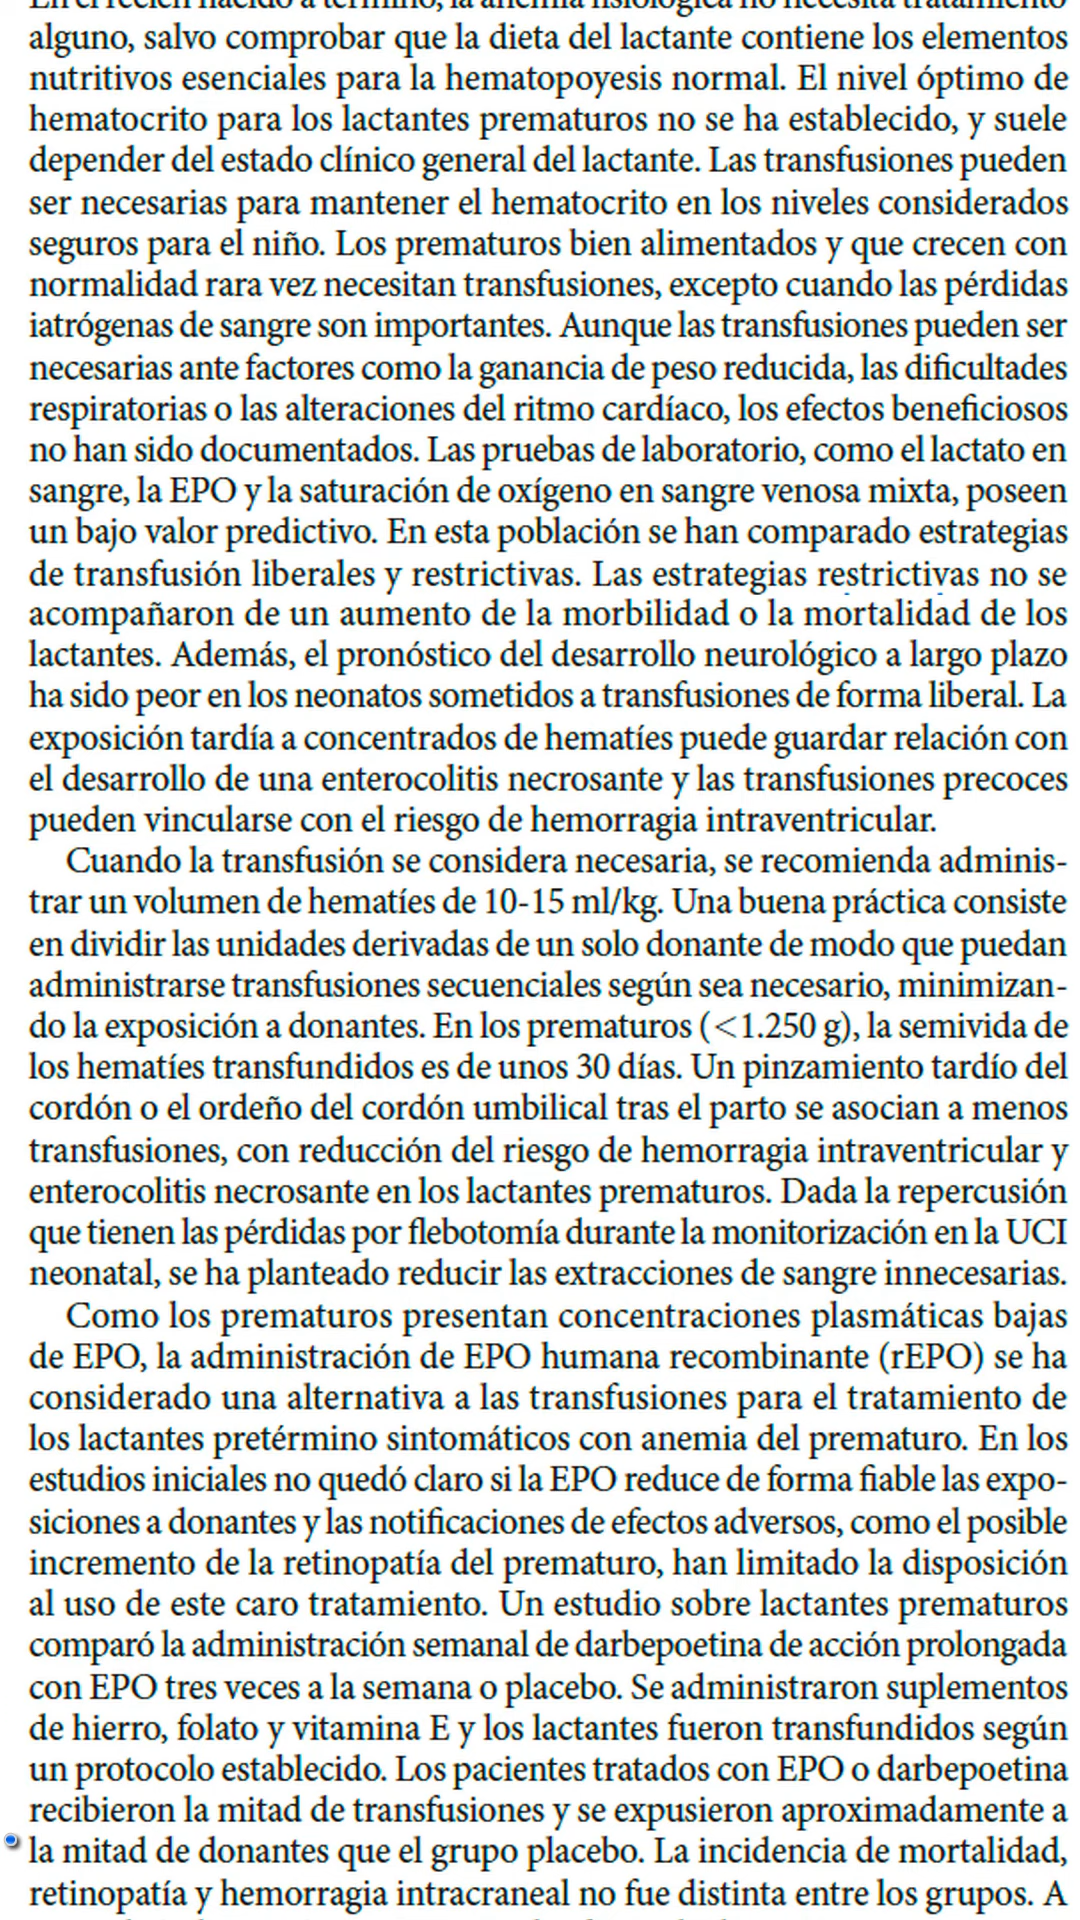 En el recién nacido a término, la anemia fisiológica no necesita tratamiento
alguno, salvo comprobar que la dieta del lactante contiene los elementos
nutritivos esenciales para la hematopoyesis normal. El nivel óptimo de
hematocrito para los lactantes prematuros no se ha establecido, y suele
depender del estado clínico general del lactante. Las transfusiones pueden
ser necesarias para mantener el hematocrito en los niveles considerados
seguros para el niño. Los prematuros bien alimentados y que crecen con
normalidad rara vez necesitan transfusiones, excepto cuando las pérdidas
iatrógenas de sangre son importantes. Aunque las transfusiones pueden ser
necesarias ante factores como la ganancia de peso reducida, las dificultades
respiratorias o las alteraciones del ritmo cardíaco, los efectos beneficiosos
no han sido documentados. Las pruebas de laboratorio, como el lactato en
sangre, la EPO y la saturación de oxígeno en sangre venosa mixta, poseen
un bajo valor predictivo. En esta población se han comparado estrategias
de transfusión liberales y restrictivas. Las estrategias restrictivas no se
acompañaron de un aumento de la morbilidad o la mortalidad de los
lactantes. Además, el pronóstico del desarrollo neurológico a largo plazo
ha sido peor en los neonatos sometidos a transfusiones de forma liberal. La
exposición tardía a concentrados de hematíes puede guardar relación con
el desarrollo de una enterocolitis necrosante y las transfusiones precoces
pueden vincularse con el riesgo de hemorragia intraventricular.
Cuando la transfusión se considera necesaria, se recomienda adminis-
trar un volumen de hematíes de 10-15 ml/kg. Una buena práctica consiste
en dividir las unidades derivadas de un solo donante de modo que puedan
administrarse transfusiones secuenciales según sea necesario, minimizan-
do la exposición a donantes. En los prematuros (<1.250 g), la semivida de
los hematíes transfundidos es de unos 30 días. Un pinzamiento tardío del
cordón o el ordeño del cordón umbilical tras el parto se asocian a menos
transfusiones, con reducción del riesgo de hemorragia intraventricular y
enterocolitis necrosante en los lactantes prematuros. Dada la repercusión
que tienen las pérdidas por flebotomía durante la monitorización en la UCI
neonatal, se ha planteado reducir las extracciones de sangre innecesarias.
Como los prematuros presentan concentraciones plasmáticas bajas
de EPO, la administración de EPO humana recombinante (rEPO) se ha
considerado una alternativa a las transfusiones para el tratamiento de
los lactantes pretérmino sintomáticos con anemia del prematuro. En los
estudios iniciales no quedó claro si la EPO reduce de forma fiable las expo-
siciones a donantes y las notificaciones de efectos adversos, como el posible
incremento de la retinopatía del prematuro, han limitado la disposición
al uso de este caro tratamiento. Un estudio sobre lactantes prematuros
comparó la administración semanal de darbepoetina de acción prolongada
con EPO tres veces a la semana o placebo. Se administraron suplementos
de hierro, folato y vitamina E y los lactantes fueron transfundidos según
un protocolo establecido. Los pacientes tratados con EPO o darbepoetina
recibieron la mitad de transfusiones y se expusieron aproximadamente a
la mitad de donantes que el grupo placebo. La incidencia de mortalidad,
retinopatía y hemorragia intracraneal no fue distinta entre los grupos. A